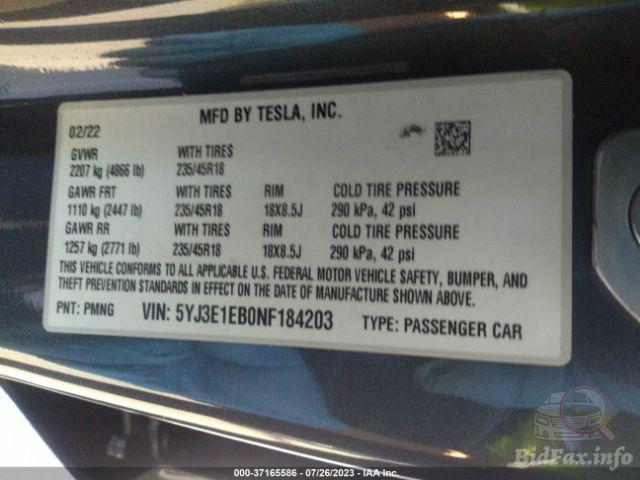 MFD BY TESLA, INC.
02/22
GVWR WITH TIRES
2207 kg (4866 lb) 235/45R18
GAWR FRT WITH TIRES RIM COLD TIRE PRESSURE
1110 kg (2447 lb) 235/45R18 18X8.5J 290 kPa, 42 psi
GAWR RR WITH TIRES RIM COLD TIRE PRESSURE
1257 kg (2771 lb) 235/45R18 18X8.5J 290 kPa, 42 psi
THIS VEHICLE CONFORMS TO ALL APPLICABLE U.S. FEDERAL MOTOR VEHICLE SAFETY, BUMPER, AND
THEFT PREVENTION STANDARDS IN EFFECT ON THE DATE OF MANUFACTURE SHOWN ABOVE.
PNT: PMNG VIN: 5YJ3E1EB0NF184203 TYPE: PASSENGER CAR
BidFax.info
000-37165586 - 07/26/2023 - IAA Inc.